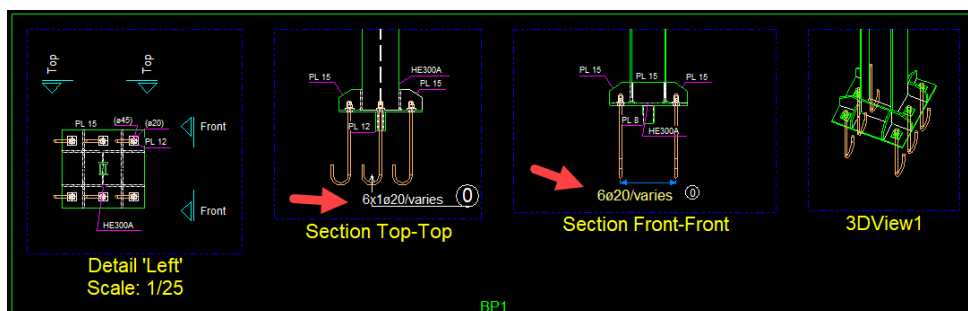 Top
Top
PL 15
(ø45)
(ø20)
PL 12
Front
Front
HE300A
Detail 'Left'
Scale: 1/25
HE300A
PL 15
PL 15
PL 12
6x1ø20/varies
0
Section Top-Top
PL 15
PL 15
PL 15
PL 8
HE300A
6ø20/varies
0
Section Front-Front
3DView1
BP1